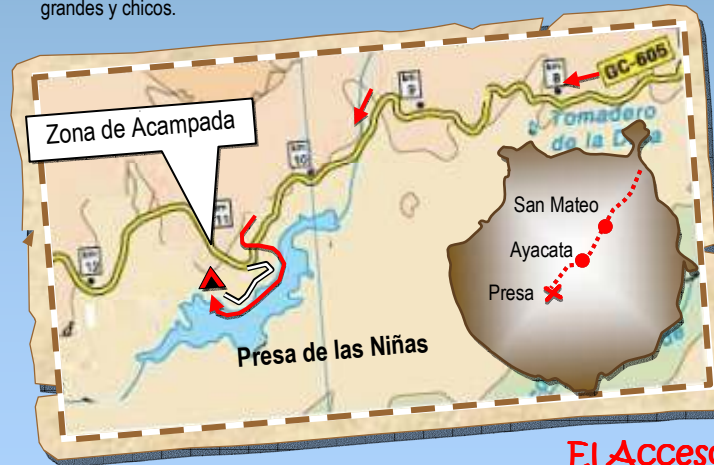 grandes y chicos.
GC-605
km
8
km
9
Tomadero
de la
Zona de Acampada
km
10
San Mateo
11
Ayacata
km
12
Presa
Presa de las Niñas
El Acceso